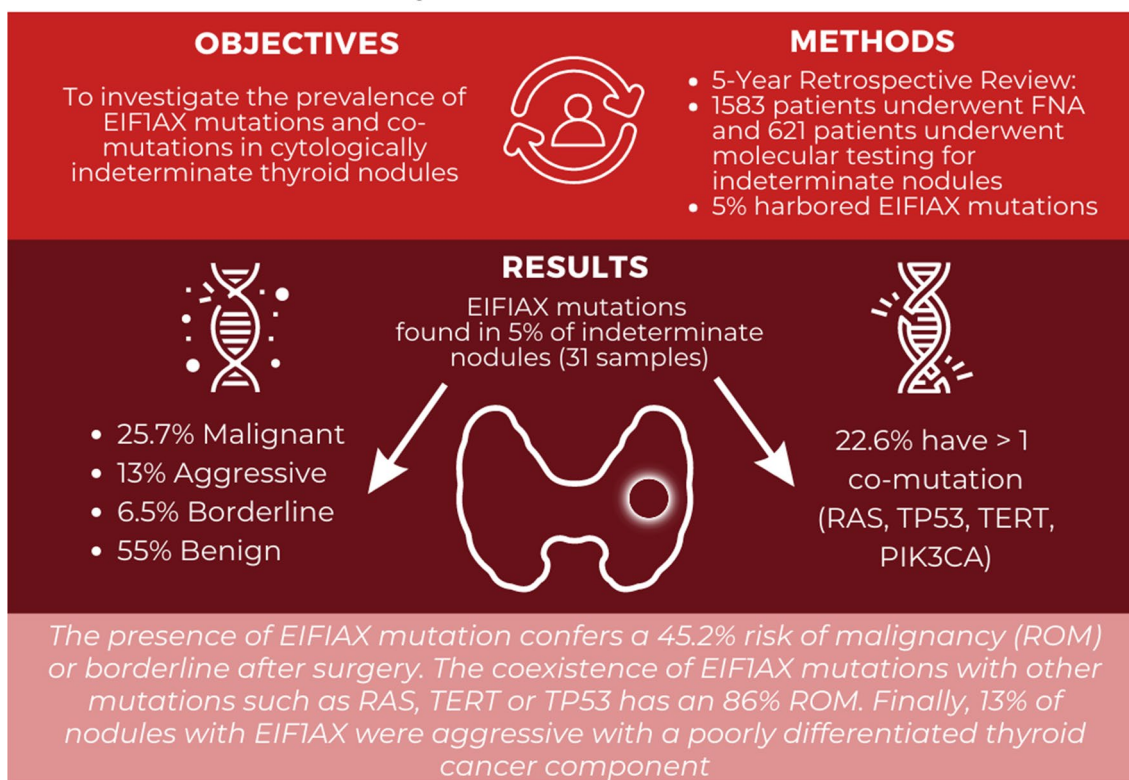 OBJECTIVES
To investigate the prevalence of
EIF1AX mutations and co-
mutations in cytologically
indeterminate thyroid nodules
METHODS
• 5-Year Retrospective Review:
• 1583 patients underwent FNA
and 621 patients underwent
molecular testing for
indeterminate nodules
• 5% harbored EIFIAX mutations
RESULTS
EIFIAX mutations
found in 5% of indeterminate
nodules (31 samples)
• 25.7% Malignant
• 13% Aggressive
• 6.5% Borderline
• 55% Benign
22.6% have > 1
co-mutation
(RAS, TP53, TERT,
PIK3CA)
The presence of EIFIAX mutation confers a 45.2% risk of malignancy (ROM)
or borderline after surgery. The coexistence of EIF1AX mutations with other
mutations such as RAS, TERT or TP53 has an 86% ROM. Finally, 13% of
nodules with EIF1AX were aggressive with a poorly differentiated thyroid
cancer component